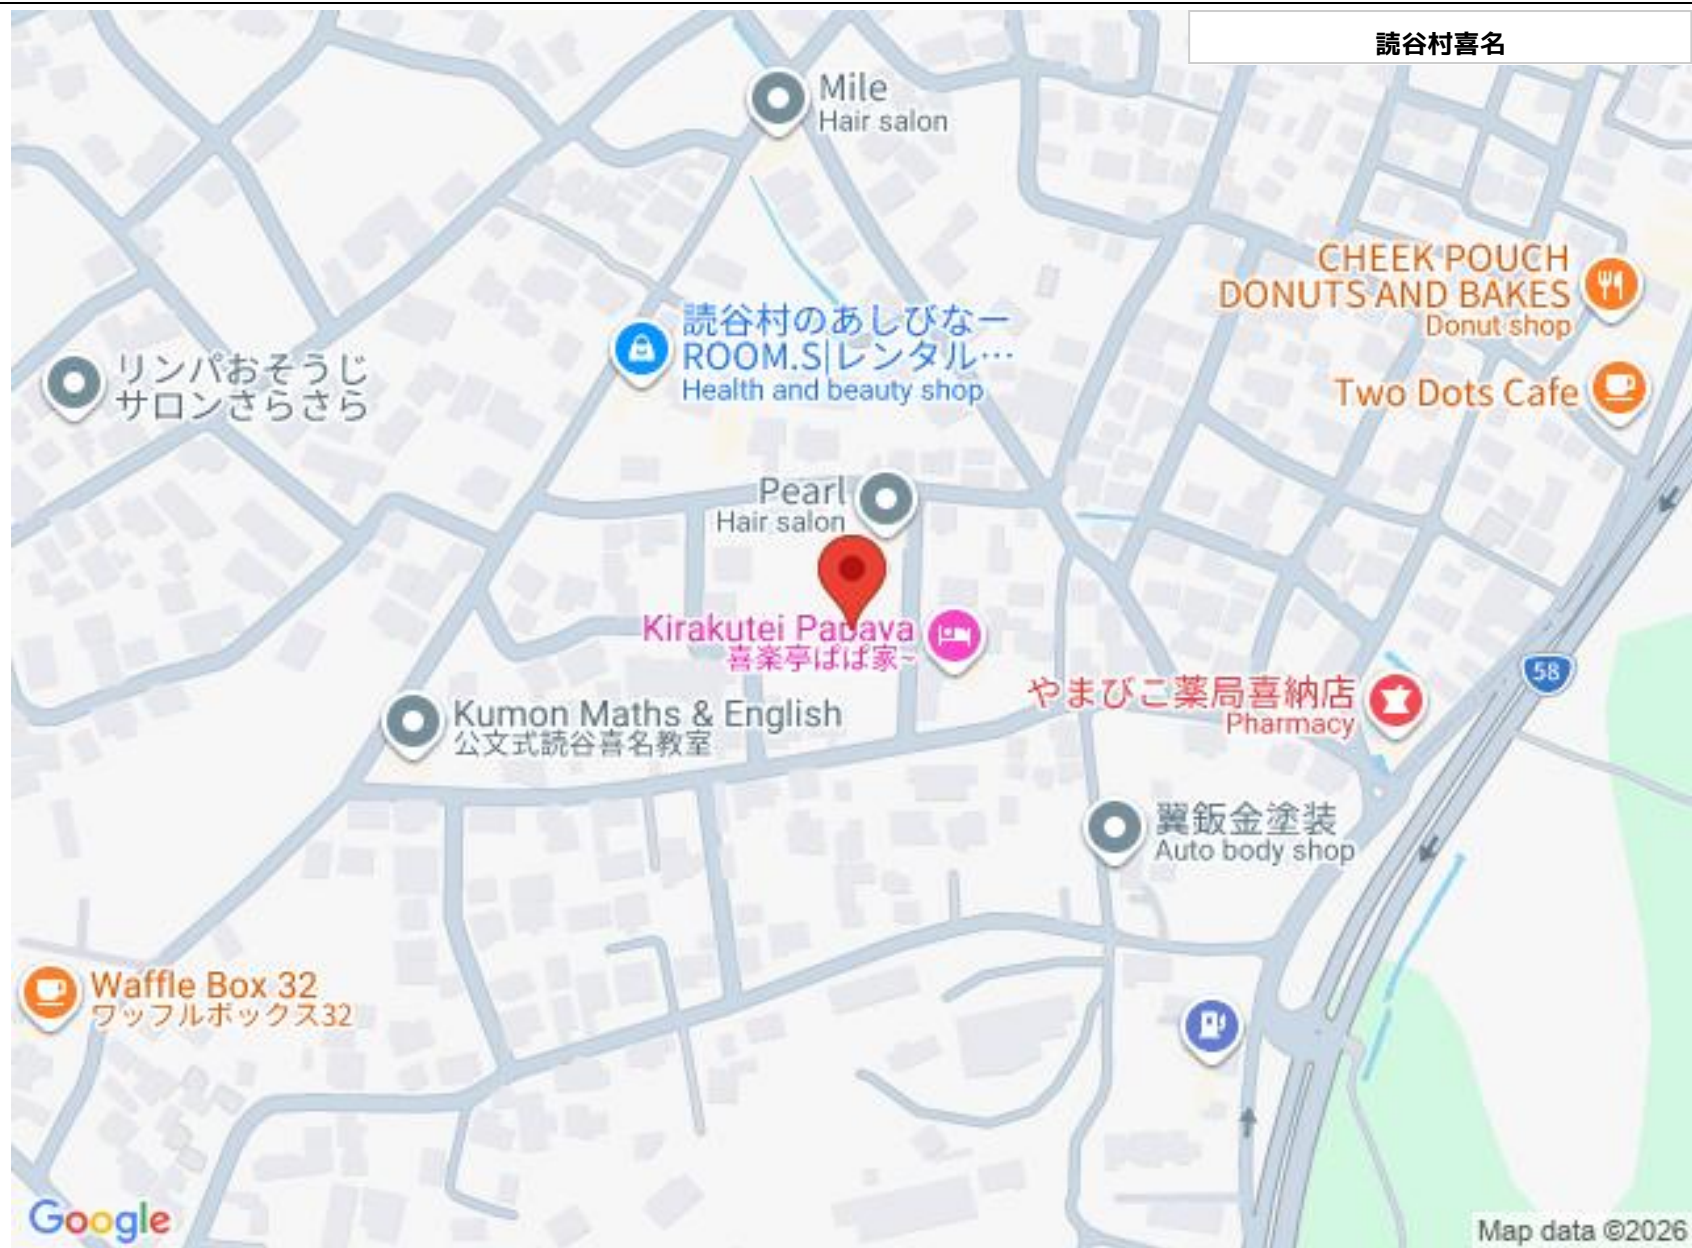 読谷村喜名
Mile
Hair salon
CHEEK POUCH
DONUTS AND BAKES
Donut shop
読谷村のあしびなー
ROOM.S|レンタル…
Health and beauty shop
リンパおそうじ
サロンさらさら
Two Dots Cafe
Pearl
Hair salon
Kirakutei Papaya
喜楽亭ぱぱ家~
58
やまびこ薬局喜納店
Pharmacy
Kumon Maths & English
公文式読谷喜名教室
翼鈑金塗装
Auto body shop
Waffle Box 32
ワッフルボックス32
Google
Map data ©2026